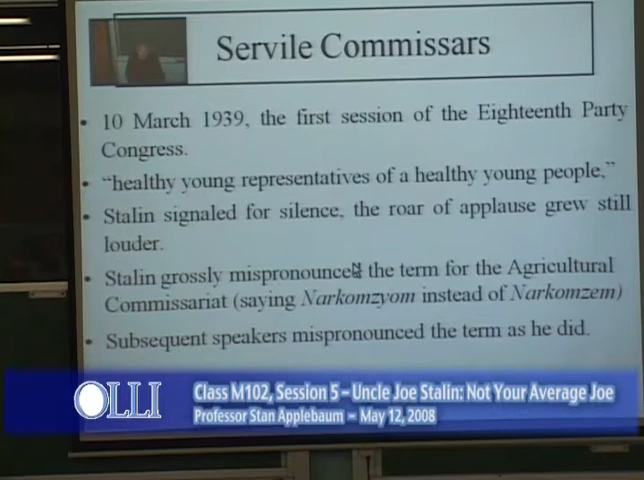 Servile Commissars
• 10 March 1939, the first session of the Eighteenth Party
Congress.
• “healthy young representatives of a healthy young people,”
• Stalin signaled for silence, the roar of applause grew still
louder.
• Stalin grossly mispronounced the term for the Agricultural
Commissariat (saying Narkomzyom instead of Narkomzem)
• Subsequent speakers mispronounced the term as he did.
OLLI
Class M102, Session 5 – Uncle Joe Stalin: Not Your Average Joe
Professor Stan Applebaum – May 12, 2008